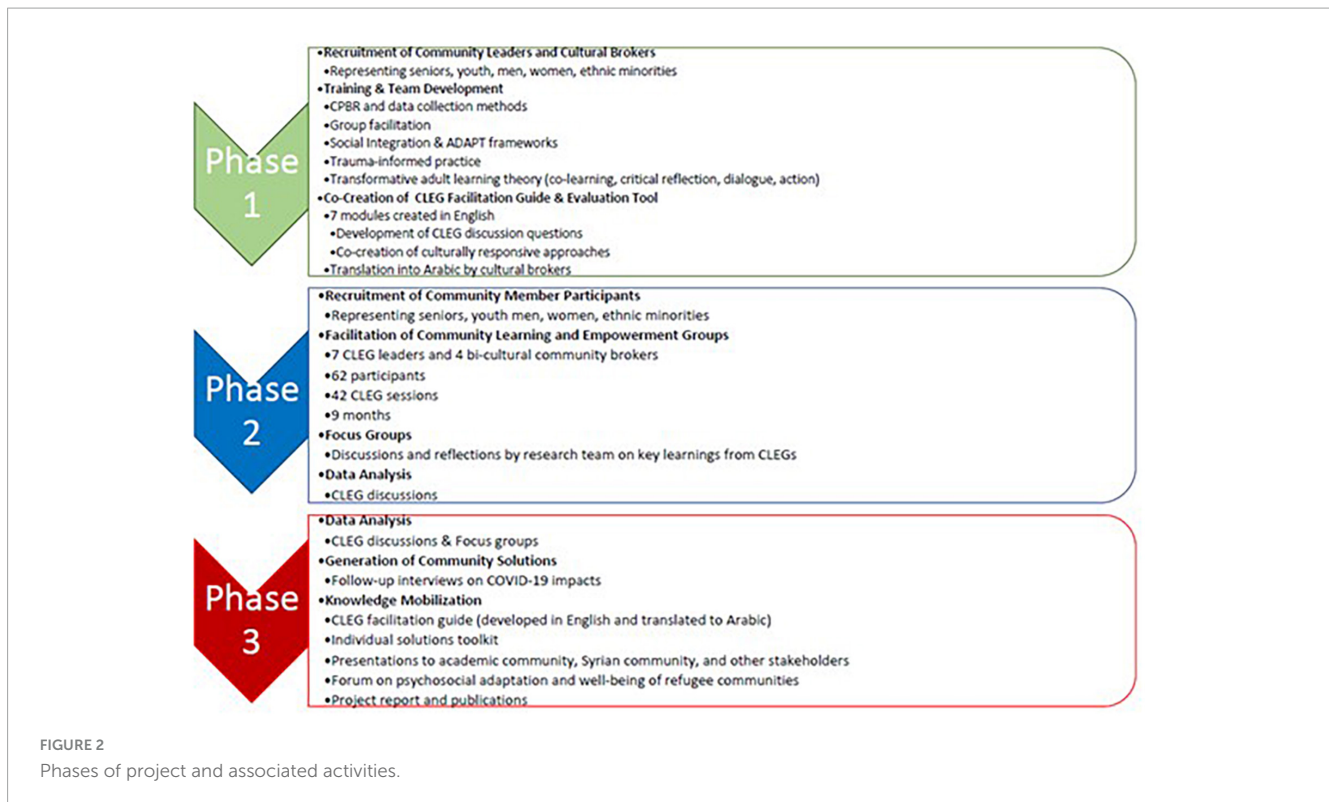 Phase
1
•Recruitment of Community Leaders and Cultural Brokers
•Representing seniors, youth, men, women, ethnic minorities
•Training & Team Development
•CPBR and data collection methods
•Group facilitation
•Social Integration & ADAPT frameworks
•Trauma-informed practice
•Transformative adult learning theory (co-learning, critical reflection, dialogue, action)
•Co-Creation of CLEG Facilitation Guide & Evaluation Tool
•7 modules created in English
•Development of CLEG discussion questions
•Co-creation of culturally responsive approaches
•Translation into Arabic by cultural brokers
Phase
2
•Recruitment of Community Member Participants
•Representing seniors, youth men, women, ethnic minorities
•Facilitation of Community Learning and Empowerment Groups
•7 CLEG leaders and 4 bi-cultural community brokers
•62 participants
•42 CLEG sessions
•9 months
•Focus Groups
•Discussions and reflections by research team on key learnings from CLEGs
•Data Analysis
•CLEG discussions
Phase
3
•Data Analysis
•CLEG discussions & Focus groups
•Generation of Community Solutions
•Follow-up interviews on COVID-19 impacts
•Knowledge Mobilization
•CLEG facilitation guide (developed in English and translated to Arabic)
•Individual solutions toolkit
•Presentations to academic community, Syrian community, and other stakeholders
•Forum on psychosocial adaptation and well-being of refugee communities
•Project report and publications
FIGURE 2
Phases of project and associated activities.